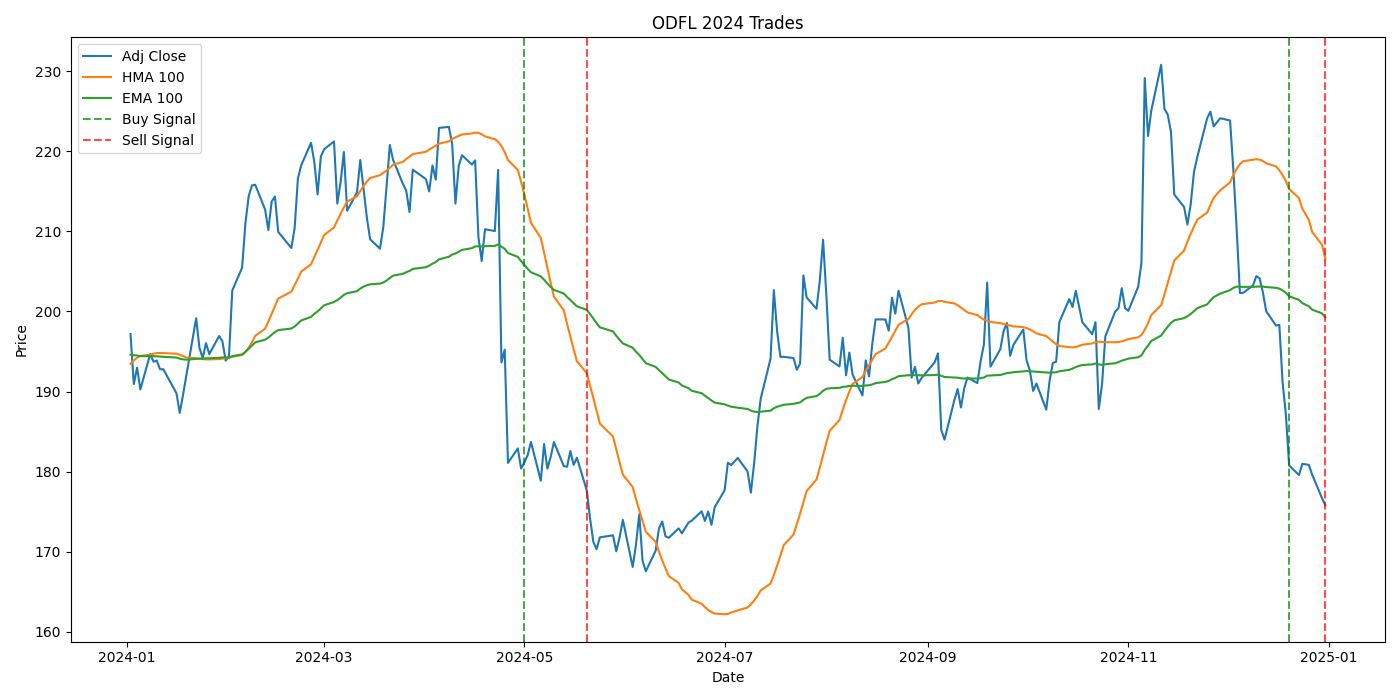 ODFL 2024 Trades
Adj Close
HMA 100
EMA 100
Buy Signal
Sell Signal
Price
230
220
210
200
190
180
170
160
2024-01
2024-03
2024-05
2024-07
2024-09
2024-11
2025-01
Date